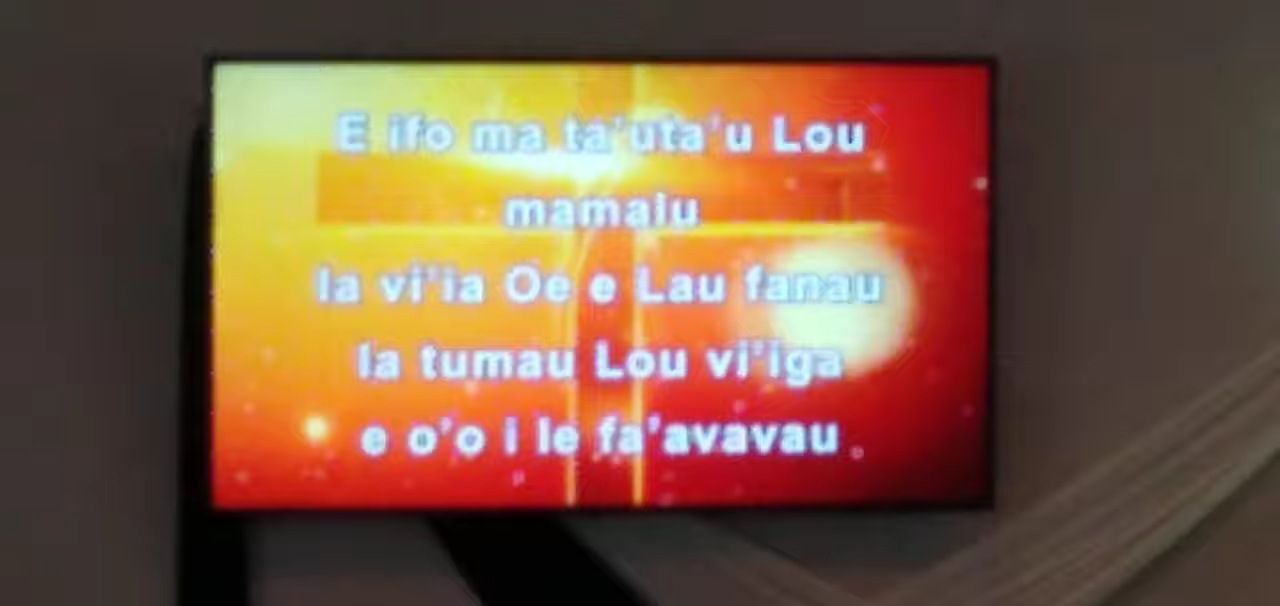 E ifo ma ta'uta'u Lou
mamalu
Ia vi'ia Oe e Lau fanau
Ia tumau Lou vi'iga
e o'o i le fa'avavau